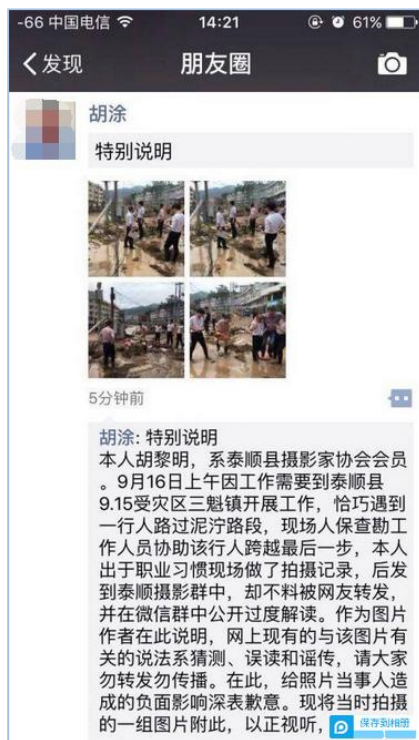 -66 中国电信 14:21 61%
发现 朋友圈
胡涂
特别说明
5分钟前
胡涂: 特别说明
本人胡黎明，系泰顺县摄影家协会会员
。9月16日上午因工作需要到泰顺县
9.15受灾区三魁镇开展工作，恰巧遇到
一行人路过泥泞路段，现场人保查勘工
作人员协助该行人跨越最后一步，本人
出于职业习惯现场做了拍摄记录，后发
到泰顺摄影群中，却不料被网友转发，
并在微信群中公开过度解读。作为图片
作者在此说明，网上现有的与该图片有
关的说法系猜测、误读和谣传，请大家
勿转发勿传播。在此，给照片当事人造
成的负面影响深表歉意。现将当时拍摄
的一组图片附此，以正视听，
保存到相册